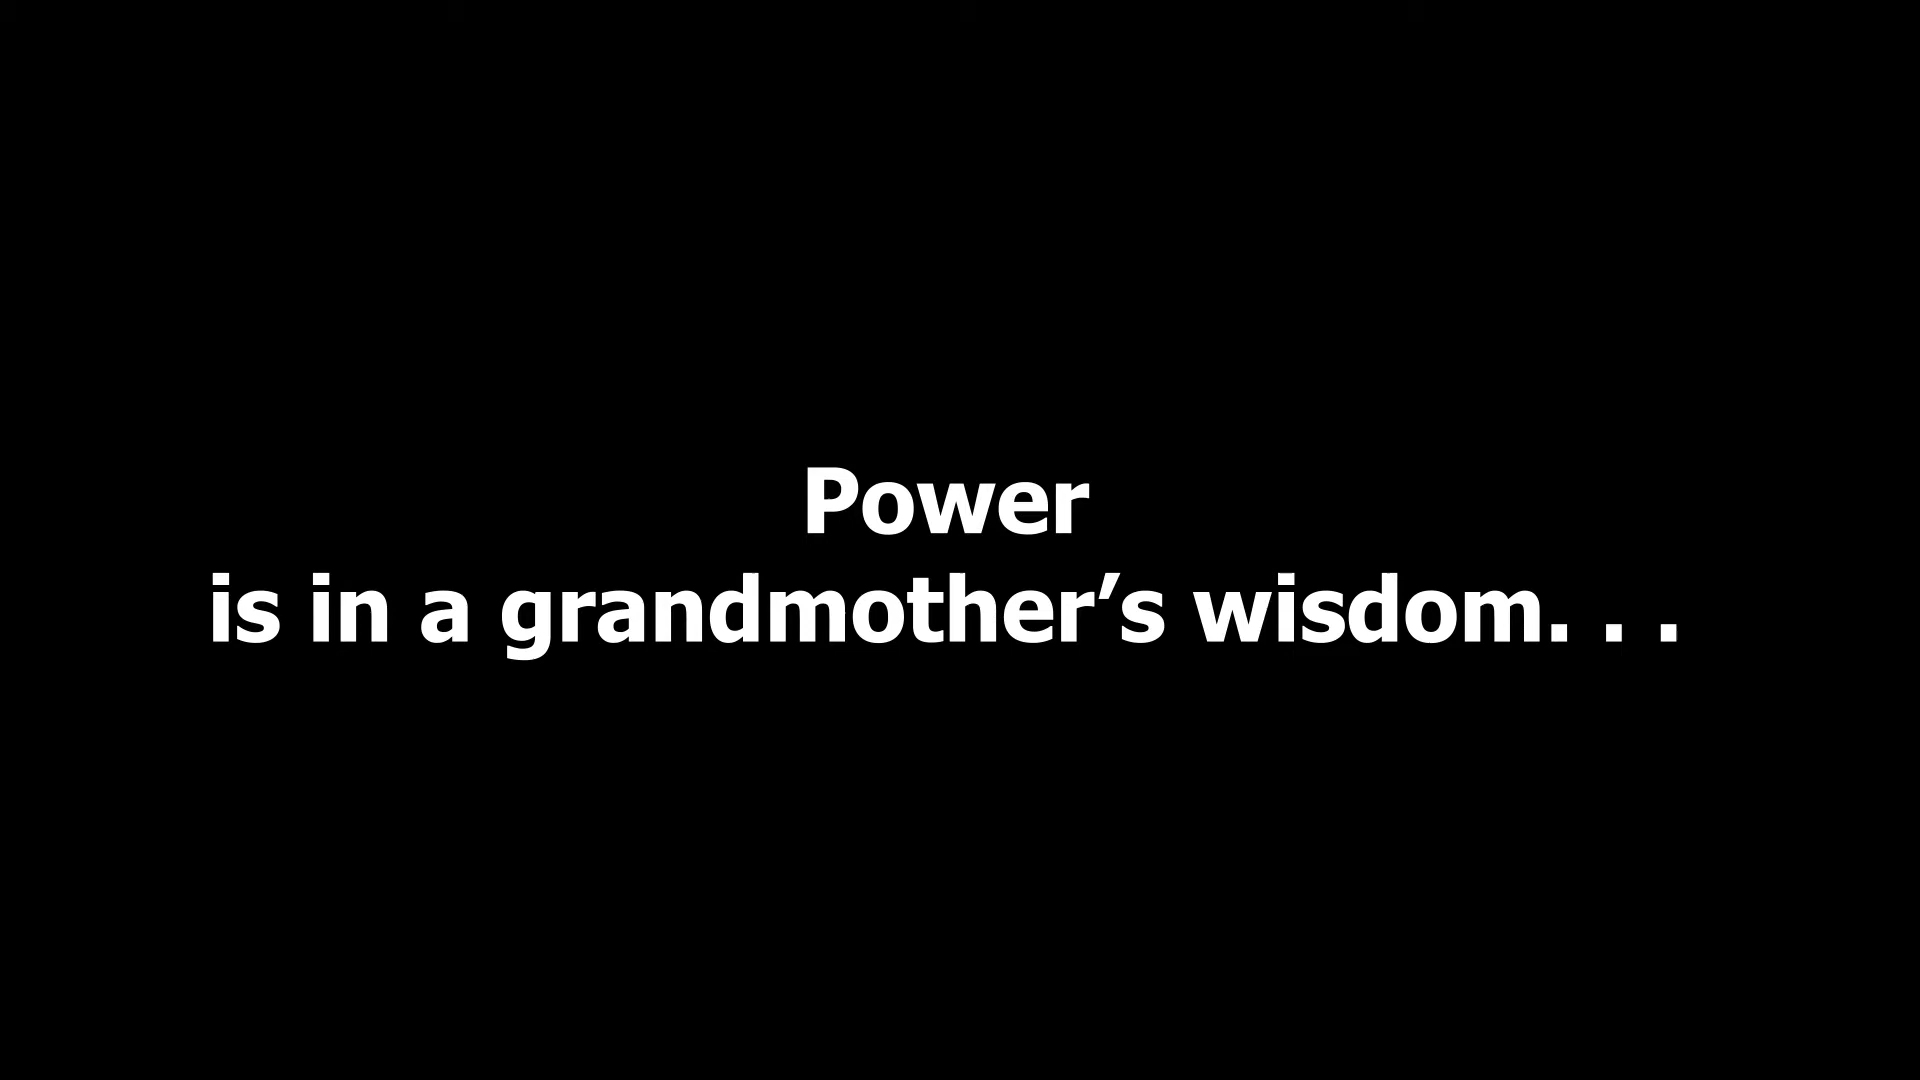 Power
is in a grandmother’s wisdom. . .